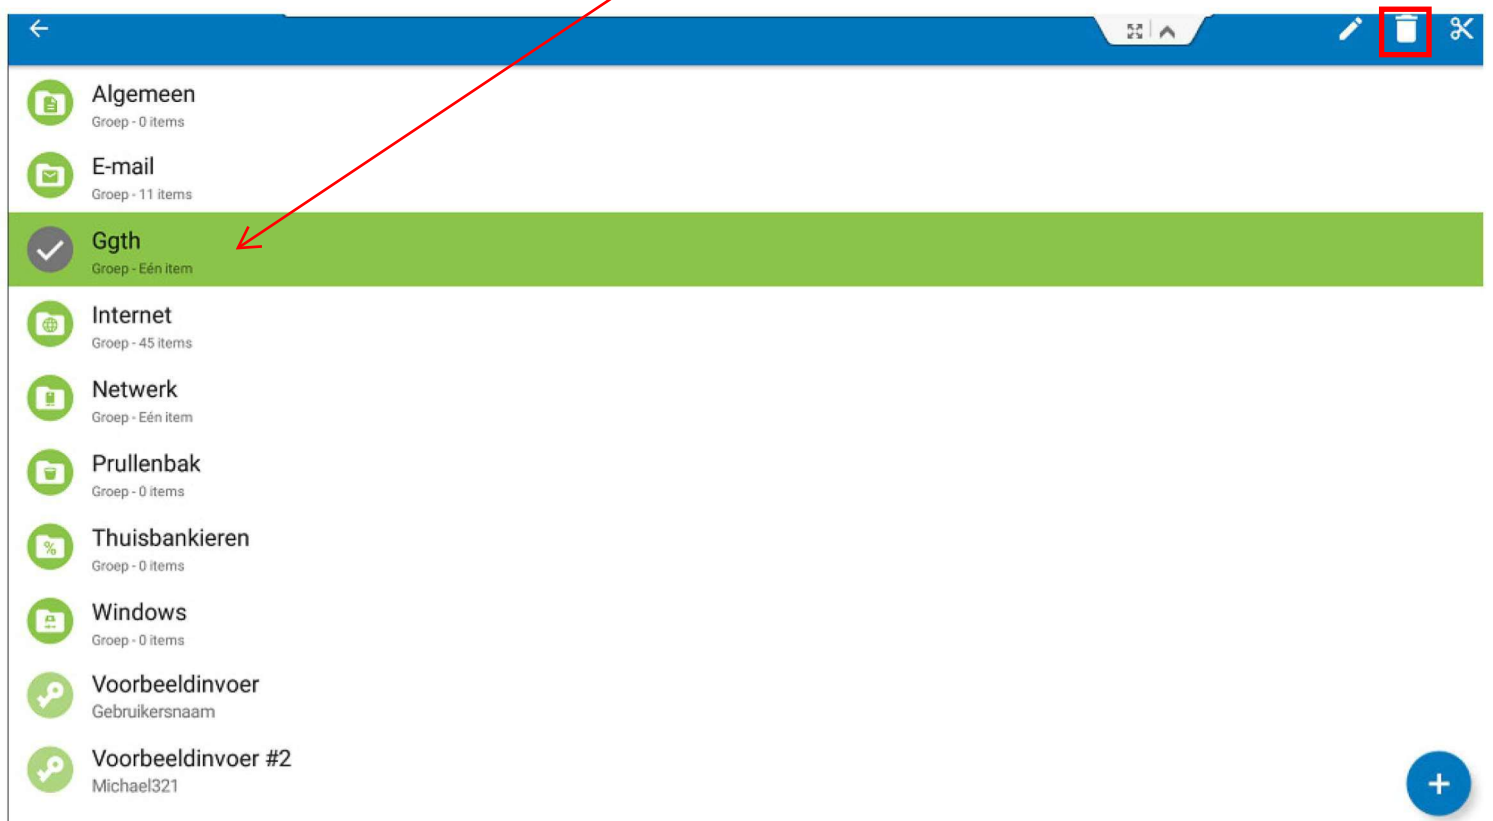 Algemeen
Groep - 0 items
E-mail
Groep - 11 items
Ggth
Groep - Eén item
Internet
Groep - 45 items
Netwerk
Groep - Eén item
Prullenbak
Groep - 0 items
Thuisbankieren
Groep - 0 items
Windows
Groep - 0 items
Voorbeeldinvoer
Gebruikersnaam
Voorbeeldinvoer #2
Michael321